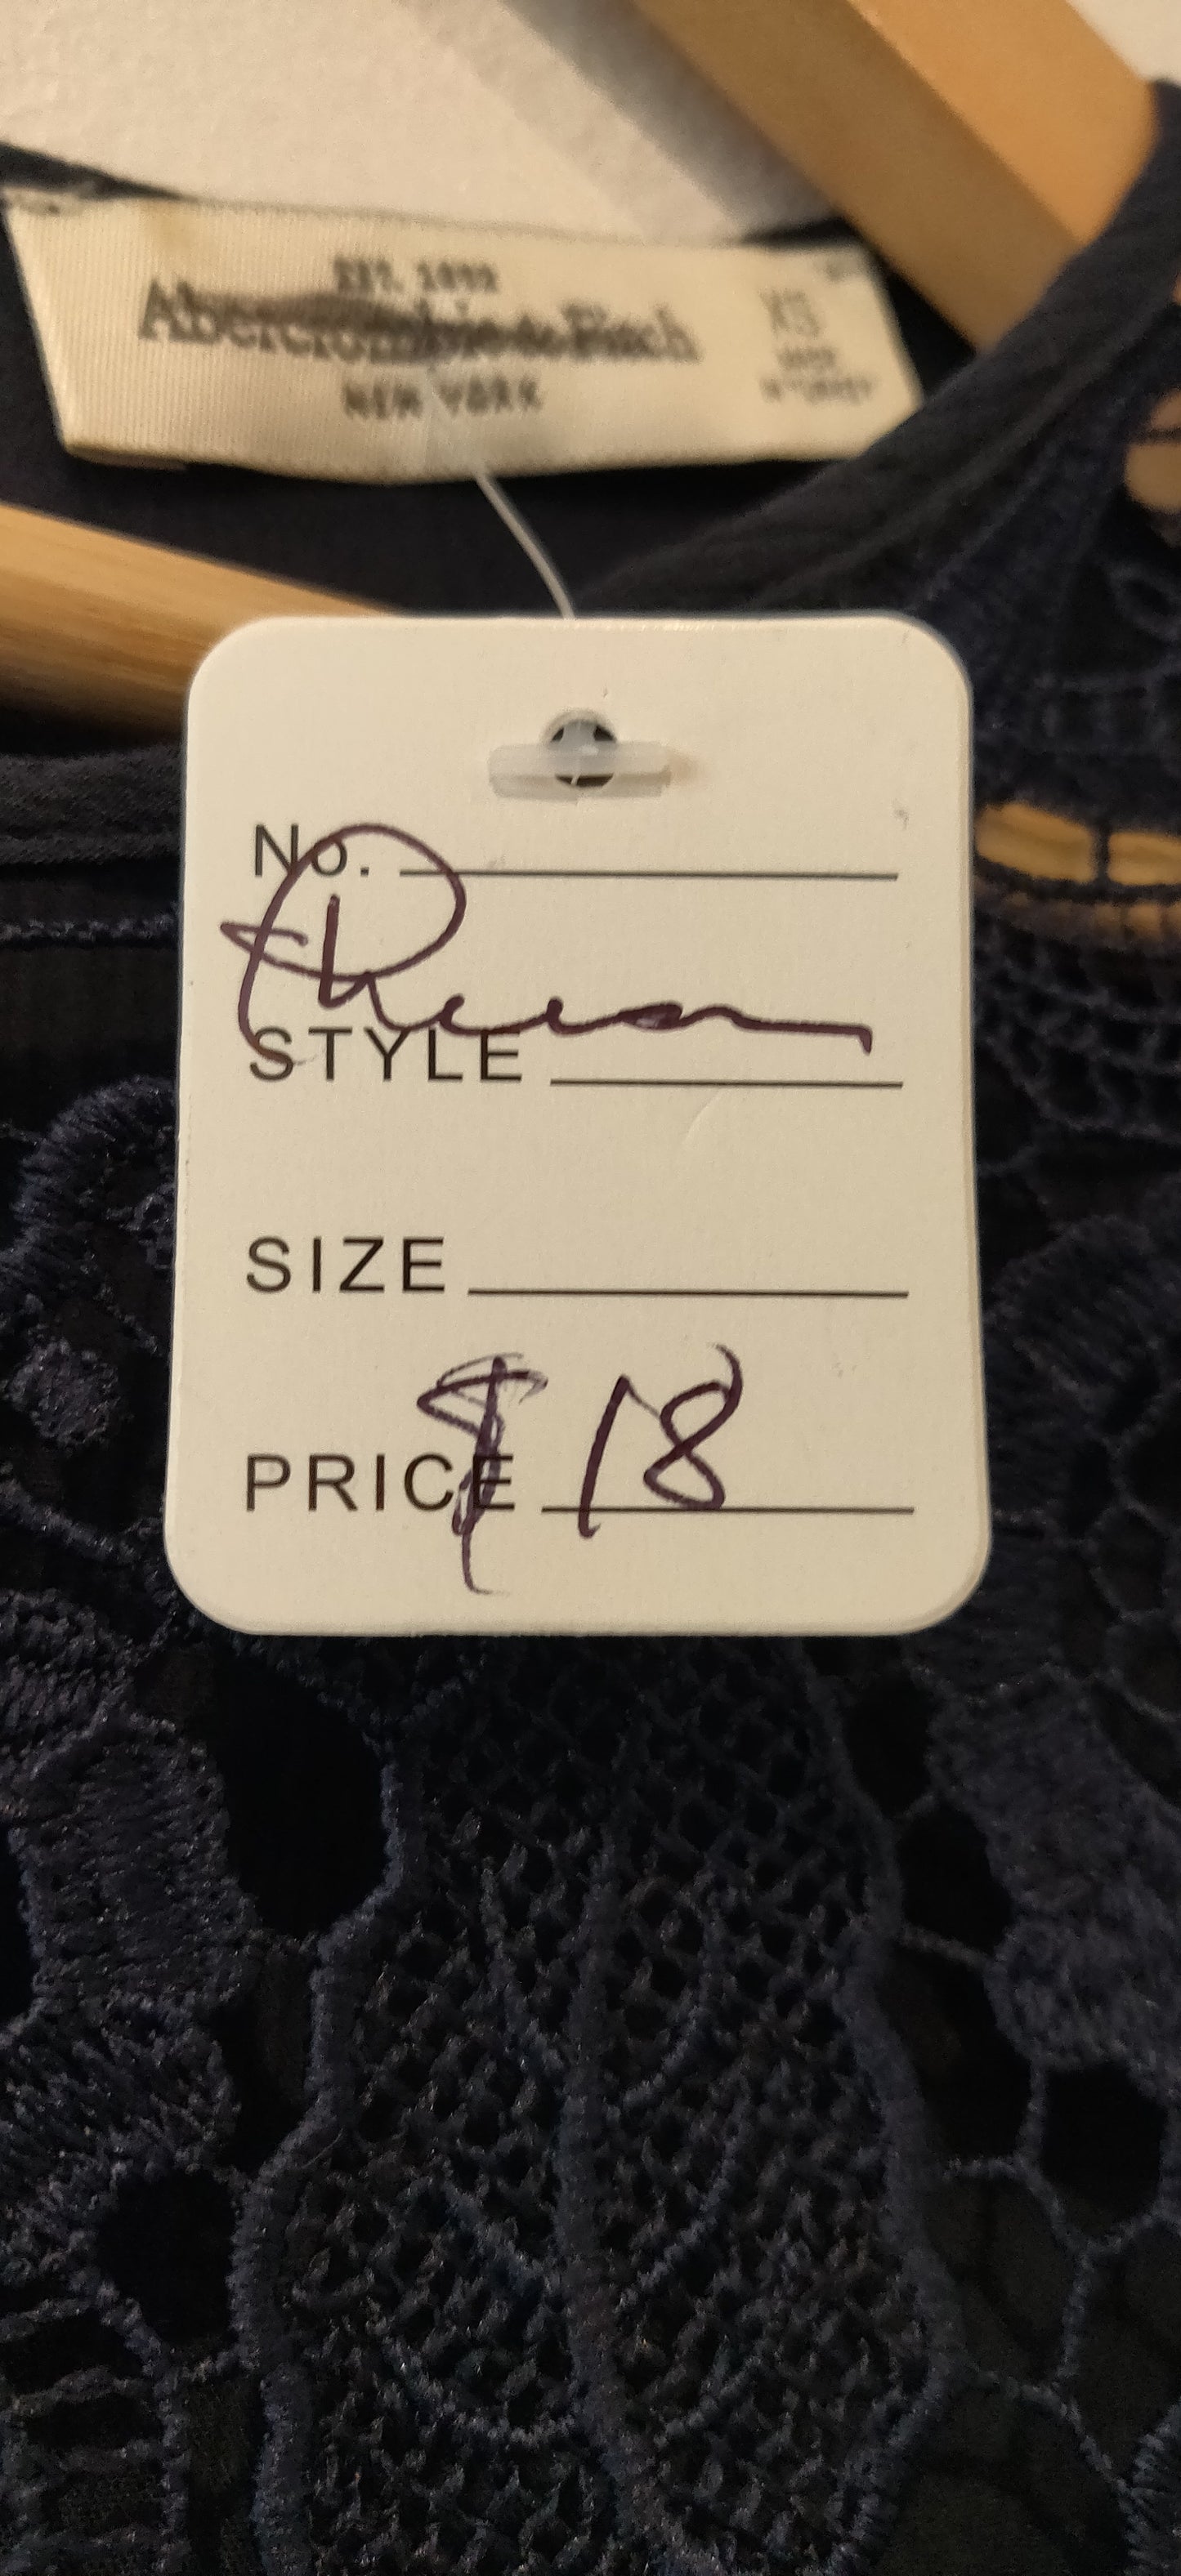 EST. 1892
Abercrombie & Fitch
NEW YORK
XS
No.
STYLE
SIZE
PRICE $18